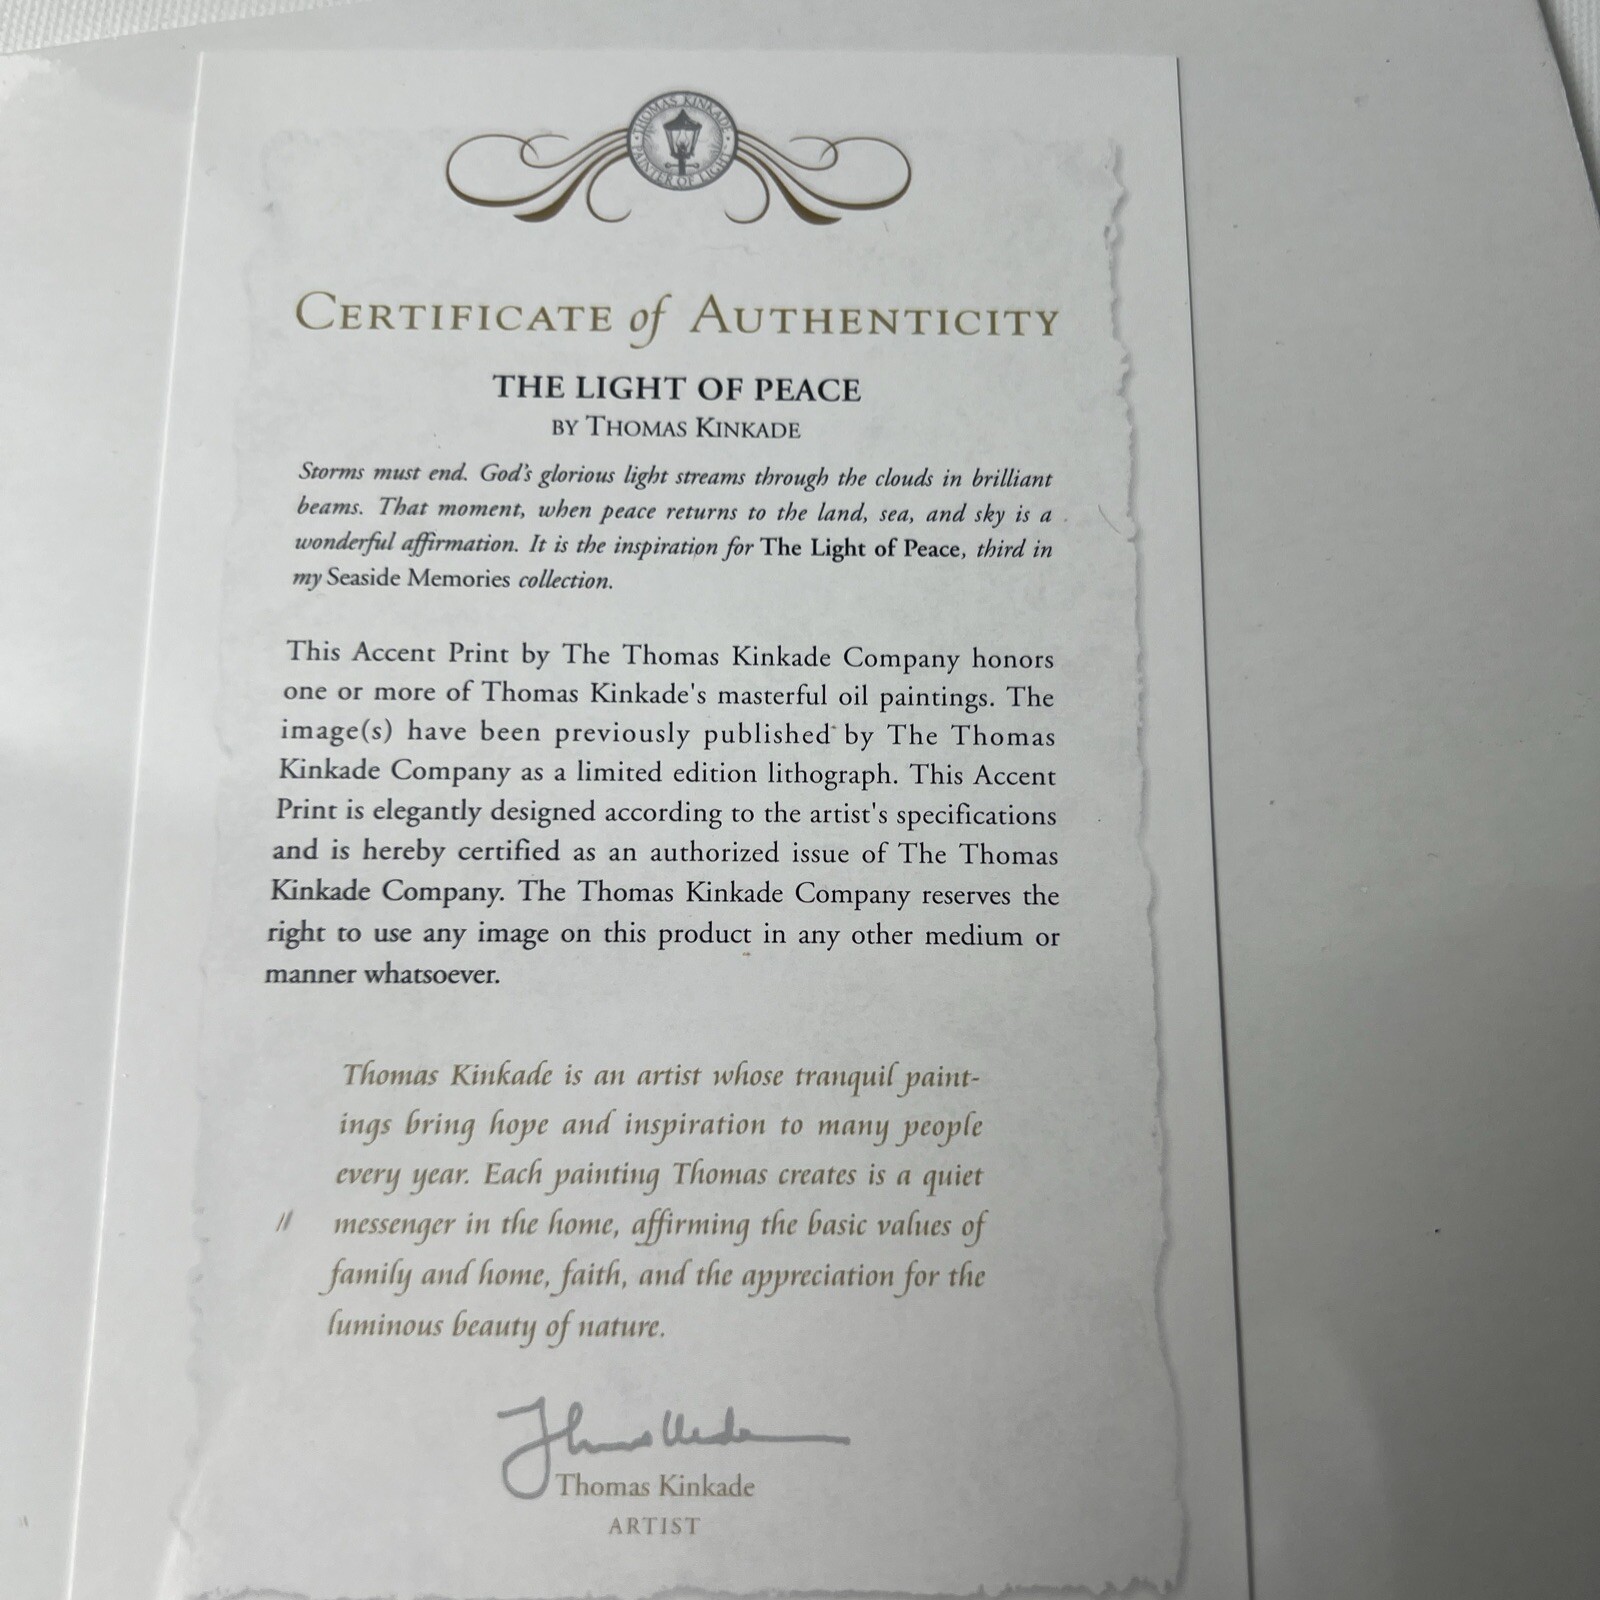 THOMAS KINKADE
PAINTER OF LIGHT
CERTIFICATE of AUTHENTICITY
THE LIGHT OF PEACE
BY THOMAS KINKADE
Storms must end. God's glorious light streams through the clouds in brilliant
beams. That moment, when peace returns to the land, sea, and sky is a
wonderful affirmation. It is the inspiration for The Light of Peace, third in
my Seaside Memories collection.
This Accent Print by The Thomas Kinkade Company honors
one or more of Thomas Kinkade's masterful oil paintings. The
image(s) have been previously published by The Thomas
Kinkade Company as a limited edition lithograph. This Accent
Print is elegantly designed according to the artist's specifications
and is hereby certified as an authorized issue of The Thomas
Kinkade Company. The Thomas Kinkade Company reserves the
right to use any image on this product in any other medium or
manner whatsoever.
Thomas Kinkade is an artist whose tranquil paint-
ings bring hope and inspiration to many people
every year. Each painting Thomas creates is a quiet
messenger in the home, affirming the basic values of
family and home, faith, and the appreciation for the
luminous beauty of nature.
Thomas Kinkade
ARTIST